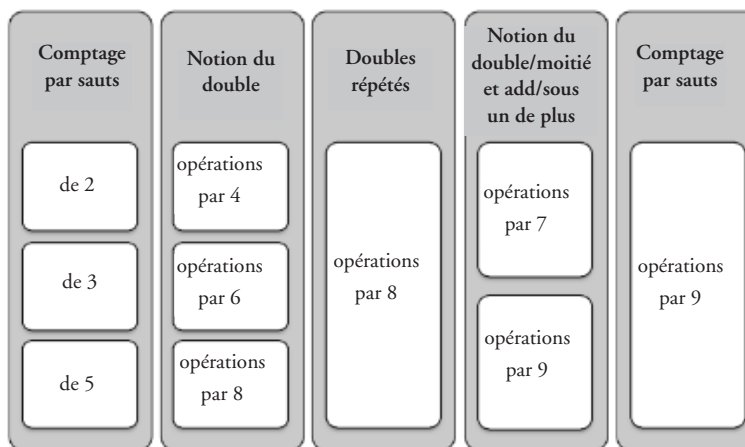 Comptage
par sauts
de 2
de 3
de 5
Notion du
double
opérations
par 4
opérations
par 6
opérations
par 8
Doubles
répétés
opérations
par 8
Notion du
double/moitié
et add/sous
un de plus
opérations
par 7
opérations
par 9
Comptage
par sauts
opérations
par 9